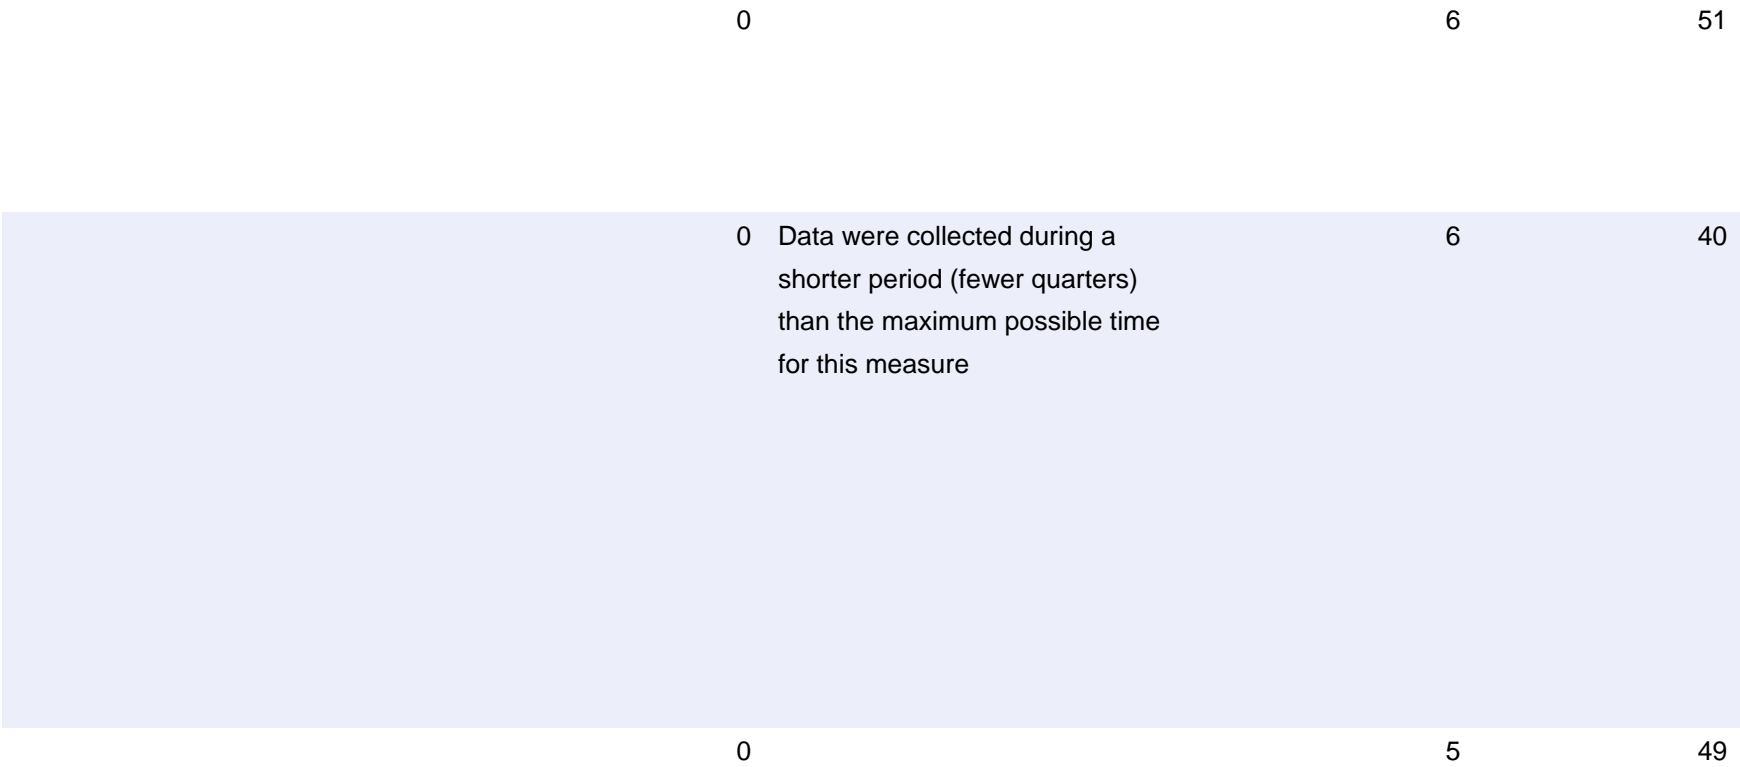 0 6 51
0 Data were collected during a 6 40
shorter period (fewer quarters)
than the maximum possible time
for this measure
0 5 49